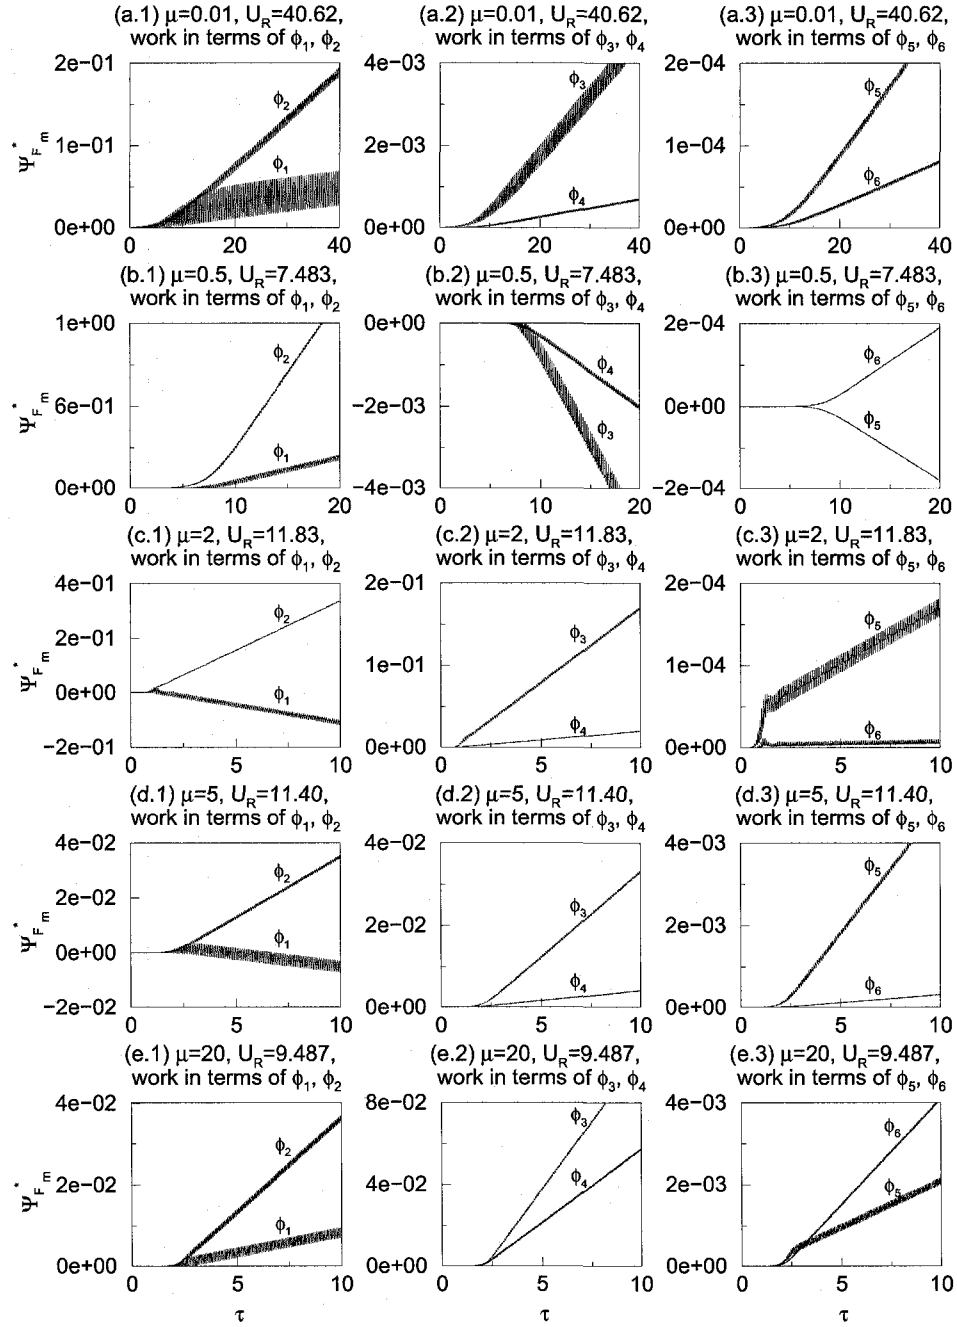 (a.1) μ=0.01, U_R=40.62,
work in terms of ϕ₁, ϕ₂
(a.2) μ=0.01, U_R=40.62,
work in terms of ϕ₃, ϕ₄
(a.3) μ=0.01, U_R=40.62,
work in terms of ϕ₅, ϕ₆
2e−01
1e−01
0e+00
Ψ_F_m*
ϕ₂
ϕ₁
0
20
40
4e−03
2e−03
0e+00
ϕ₃
ϕ₄
0
20
40
2e−04
1e−04
0e+00
ϕ₅
ϕ₆
0
20
40
(b.1) μ=0.5, U_R=7.483,
work in terms of ϕ₁, ϕ₂
(b.2) μ=0.5, U_R=7.483,
work in terms of ϕ₃, ϕ₄
(b.3) μ=0.5, U_R=7.483,
work in terms of ϕ₅, ϕ₆
1e+00
6e−01
0e+00
Ψ_F_m*
ϕ₂
ϕ₁
0
10
20
0e+00
−2e−03
−4e−03
ϕ₄
ϕ₃
0
10
20
2e−04
0e+00
−2e−04
ϕ₆
ϕ₅
0
10
20
(c.1) μ=2, U_R=11.83,
work in terms of ϕ₁, ϕ₂
(c.2) μ=2, U_R=11.83,
work in terms of ϕ₃, ϕ₄
(c.3) μ=2, U_R=11.83,
work in terms of ϕ₅, ϕ₆
4e−01
2e−01
0e+00
−2e−01
Ψ_F_m*
ϕ₂
ϕ₁
0
5
10
2e−01
1e−01
0e+00
ϕ₃
ϕ₄
0
5
10
2e−04
1e−04
0e+00
ϕ₅
ϕ₆
0
5
10
(d.1) μ=5, U_R=11.40,
work in terms of ϕ₁, ϕ₂
(d.2) μ=5, U_R=11.40,
work in terms of ϕ₃, ϕ₄
(d.3) μ=5, U_R=11.40,
work in terms of ϕ₅, ϕ₆
4e−02
2e−02
0e+00
−2e−02
Ψ_F_m*
ϕ₂
ϕ₁
0
5
10
4e−02
2e−02
0e+00
ϕ₃
ϕ₄
0
5
10
4e−03
2e−03
0e+00
ϕ₅
ϕ₆
0
5
10
(e.1) μ=20, U_R=9.487,
work in terms of ϕ₁, ϕ₂
(e.2) μ=20, U_R=9.487,
work in terms of ϕ₃, ϕ₄
(e.3) μ=20, U_R=9.487,
work in terms of ϕ₅, ϕ₆
4e−02
2e−02
0e+00
Ψ_F_m*
ϕ₂
ϕ₁
0
5
10
τ
8e−02
4e−02
0e+00
ϕ₃
ϕ₄
0
5
10
τ
4e−03
2e−03
0e+00
ϕ₆
ϕ₅
0
5
10
τ